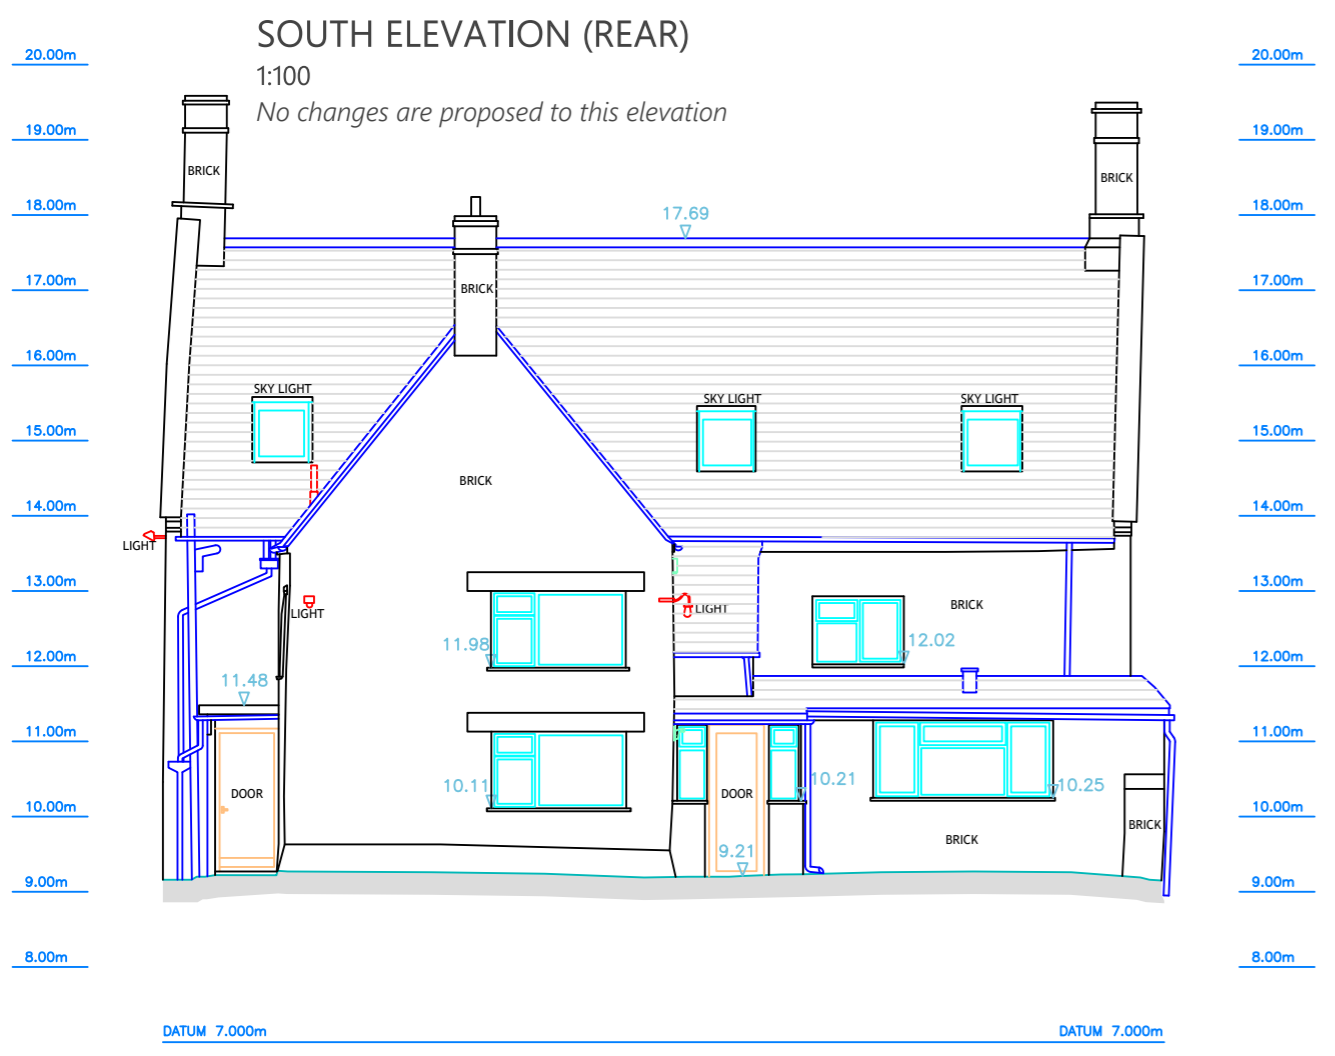 SOUTH ELEVATION (REAR)
1:100
No changes are proposed to this elevation
20.00m
20.00m
19.00m
19.00m
BRICK
BRICK
18.00m
17.69
18.00m
17.00m
BRICK
17.00m
16.00m
16.00m
SKY LIGHT
SKY LIGHT
SKY LIGHT
15.00m
15.00m
BRICK
14.00m
14.00m
LIGHT
13.00m
13.00m
LIGHT
LIGHT
BRICK
11.98
12.02
12.00m
12.00m
11.48
11.00m
11.00m
10.11
DOOR
DOOR
10.21
10.25
10.00m
10.00m
BRICK
BRICK
9.21
9.00m
9.00m
8.00m
8.00m
DATUM 7.000m
DATUM 7.000m